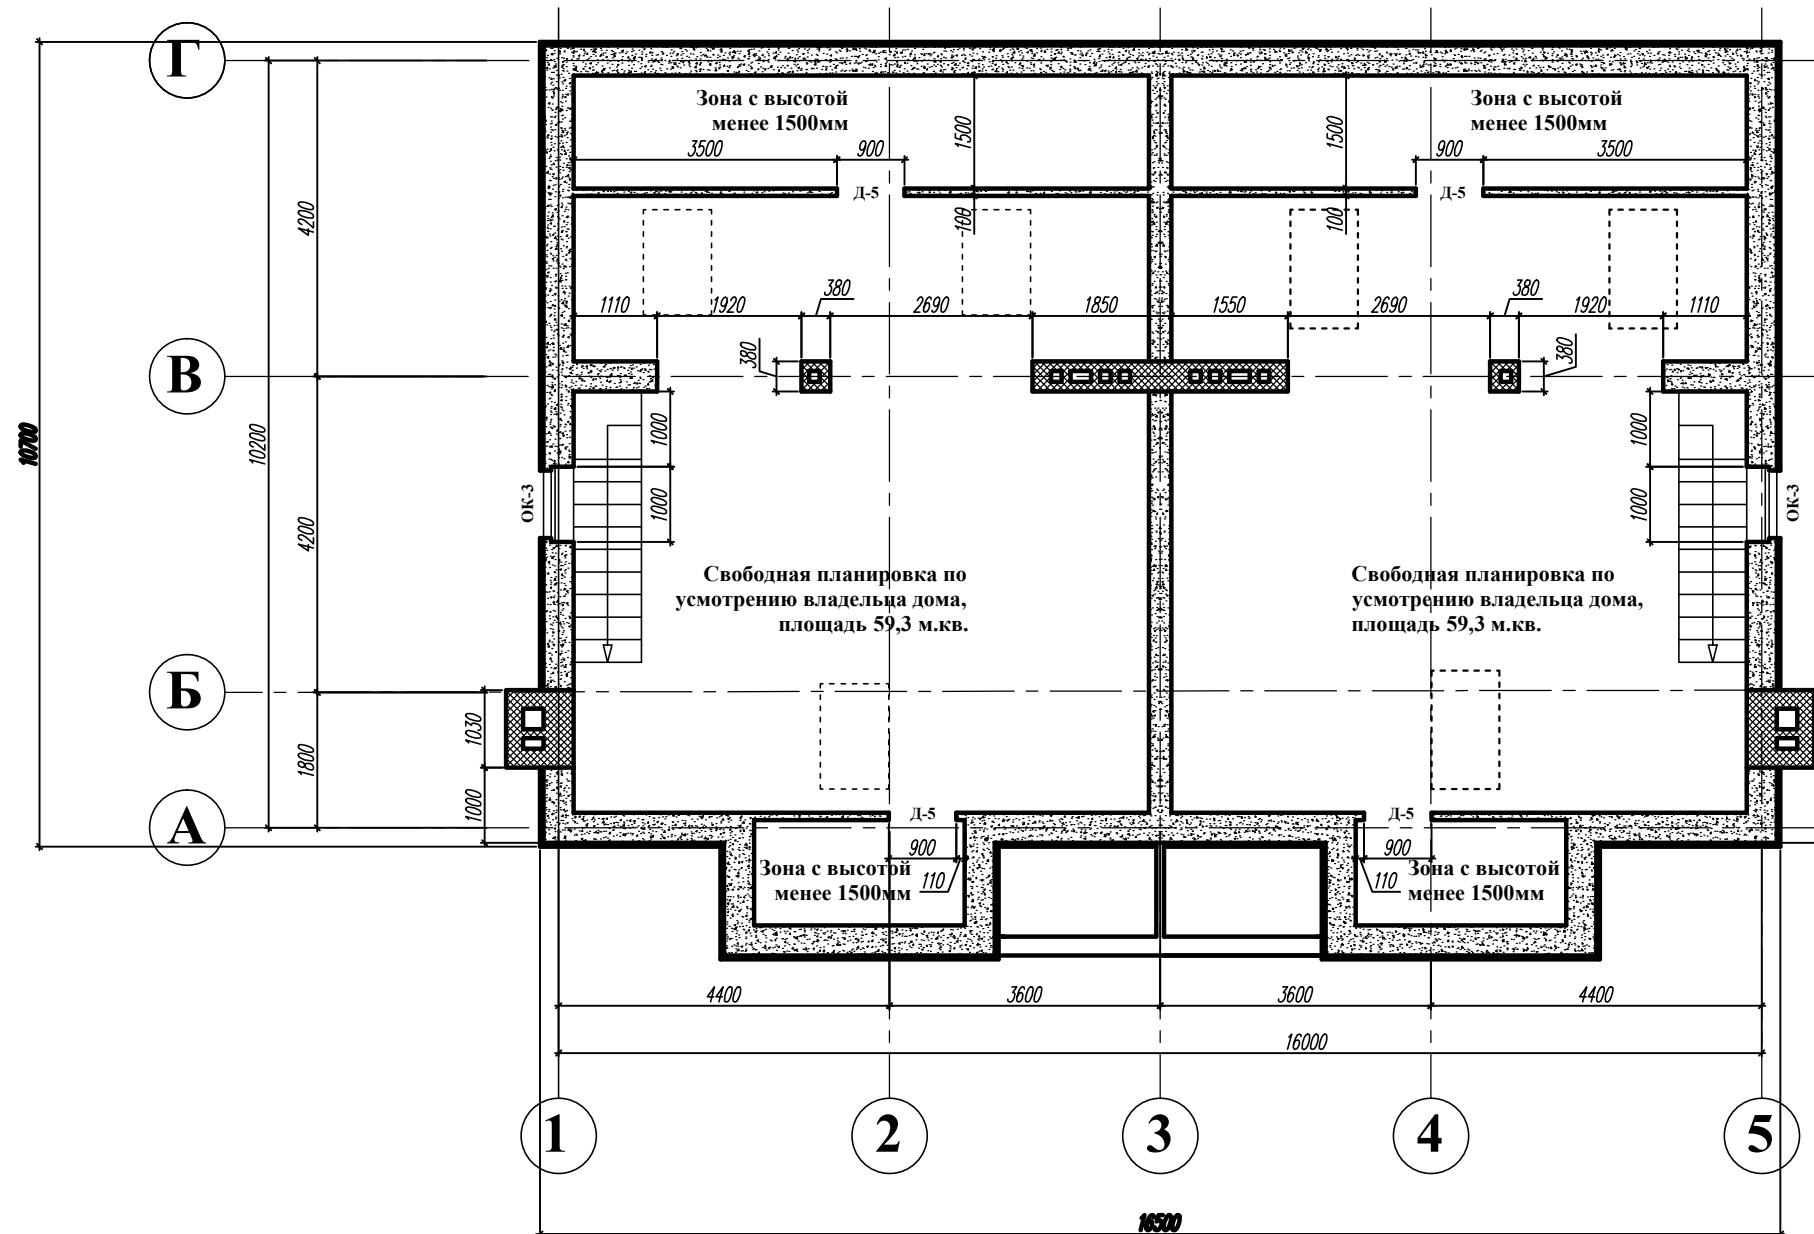 Г
Зона с высотой
менее 1500мм
Зона с высотой
менее 1500мм
3500
900
1500
1500
900
3500
Д-5
Д-5
100
100
4200
380
380
1110
1920
2690
1850
1550
2690
1920
1110
В
380
380
10700
10200
1000
1000
ОК-3
1000
1000
ОК-3
4200
Свободная планировка по
усмотрению владельца дома,
площадь 59,3 м.кв.
Свободная планировка по
усмотрению владельца дома,
площадь 59,3 м.кв.
Б
1030
1800
1000
А
Д-5
Д-5
900
900
Зона с высотой
менее 1500мм
110
110
Зона с высотой
менее 1500мм
4400
3600
3600
4400
16000
1
2
3
4
5
16500